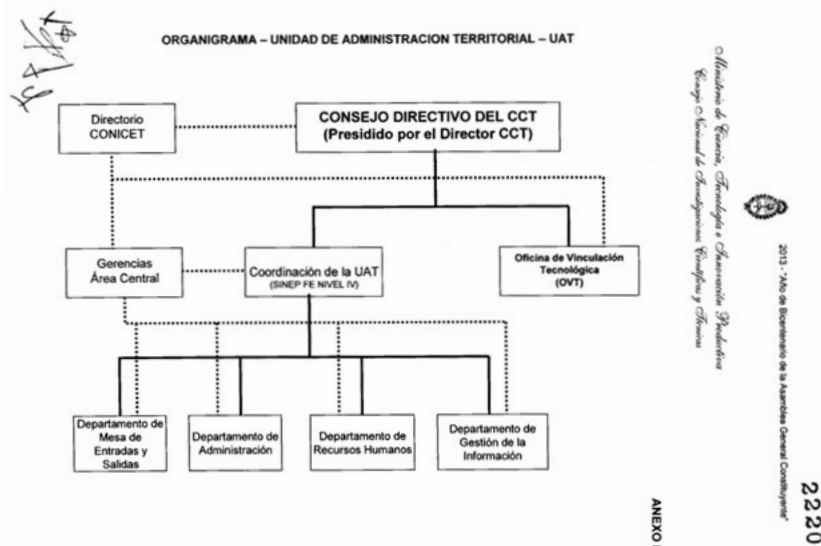 ORGANIGRAMA – UNIDAD DE ADMINISTRACION TERRITORIAL – UAT
Directorio
CONICET
CONSEJO DIRECTIVO DEL CCT
(Presidido por el Director CCT)
Gerencias
Área Central
Coordinación de la UAT
(SINEP FE NIVEL IV)
Oficina de Vinculación
Tecnológica
(OVT)
Departamento de
Mesa de
Entradas y
Salidas
Departamento de
Administración
Departamento de
Recursos Humanos
Departamento de
Gestión de la
Información
Ministerio de Ciencia, Tecnología e Innovación Productiva
Consejo Nacional de Investigaciones Científicas y Técnicas
2013 - "Año de Bicentenario de la Asamblea General Constituyente"
2220
ANEXO